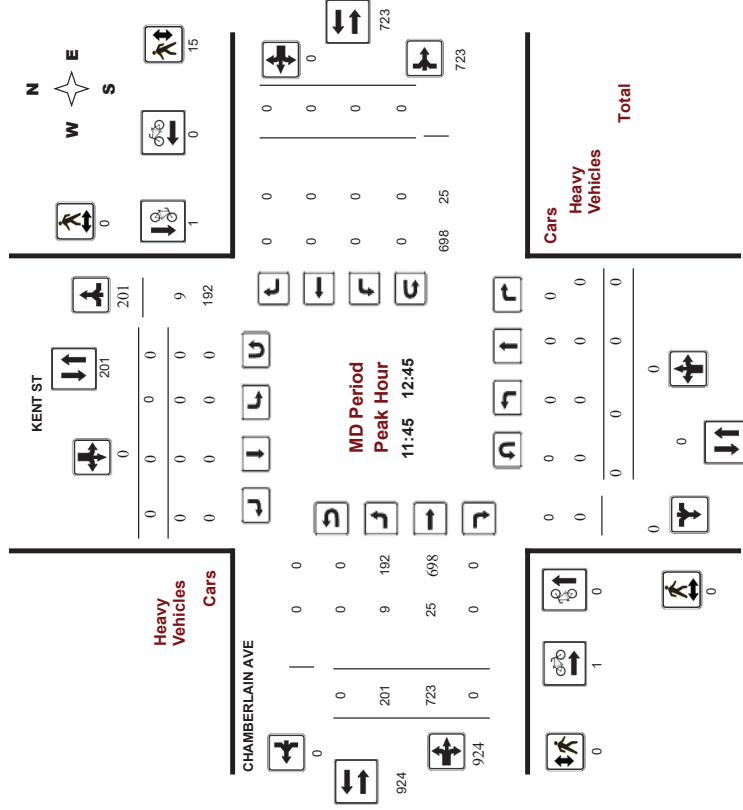 N
W E
S
0
0
15
1
0
KENT ST
201
0
201
0 0 0 0
0 0 0 0 9
0 0 0 0 192
723
0
723
0 0 0
0 0 0
0 0 0
0 0 0
698 25
Heavy
Vehicles
Cars
MD Period
Peak Hour
11:45 12:45
CHAMBERLAIN AVE
0 0
0 0 0
201 9 192
723 25 698
0 0 0
0
924
924
Cars
Heavy
Vehicles
Total
0 0 0 0 0
0 0 0 0 0
0 0 0 0
0
0
0
0
1
0
0